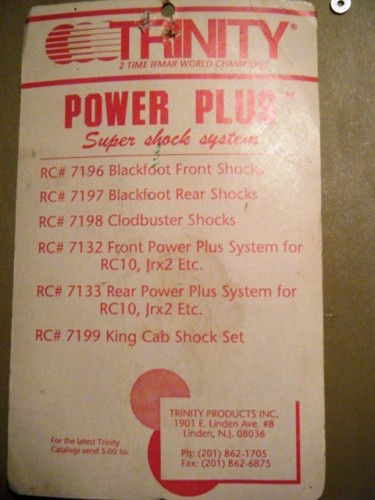 TRINITY®
2 TIME IFMAR WORLD CHAMPIONS
POWER PLUS™
Super shock system
RC# 7196 Blackfoot Front Shocks
RC# 7197 Blackfoot Rear Shocks
RC# 7198 Clodbuster Shocks
RC# 7132 Front Power Plus System for
RC10, Jrx2 Etc.
RC# 7133 Rear Power Plus System for
RC10, Jrx2 Etc.
RC# 7199 King Cab Shock Set
For the latest Trinity
Catalogs send 5.00 to:
TRINITY PRODUCTS INC.
1901 E. Linden Ave. #8
Linden, N.J. 08036
Ph: (201) 862-1705
Fax: (201) 862-6875